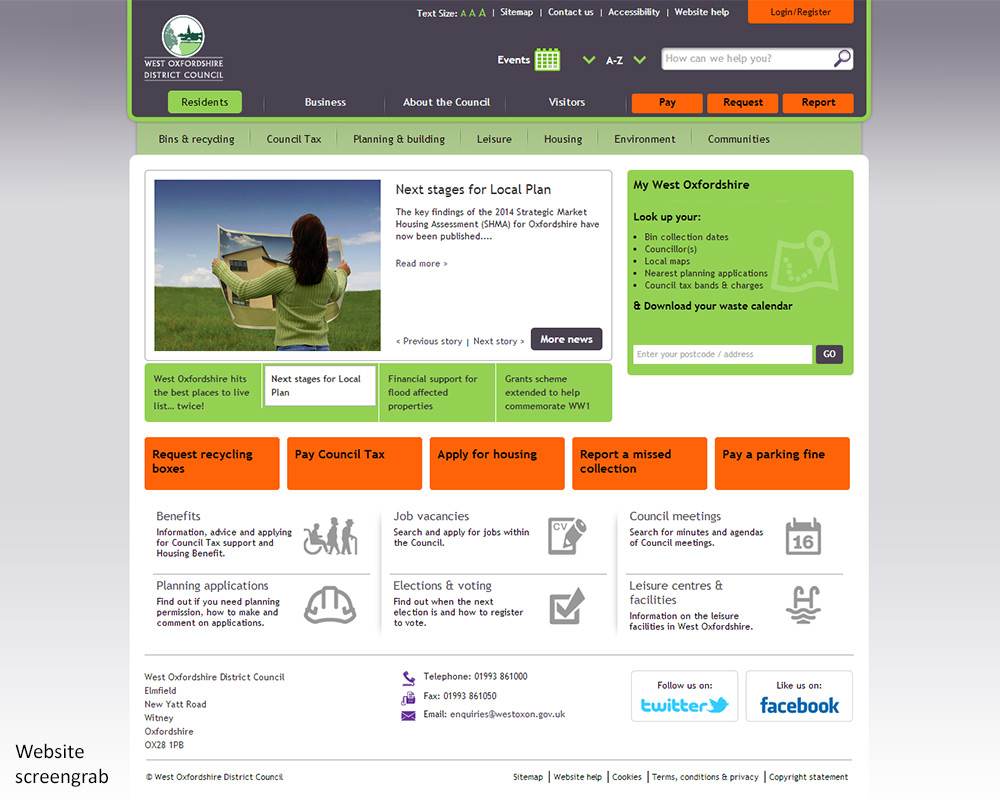 Text Size: A A A | Sitemap | Contact us | Accessibility | Website help
Login/Register
WEST OXFORDSHIRE
DISTRICT COUNCIL
Events
A-Z
How can we help you?
Residents
Business
About the Council
Visitors
Pay
Request
Report
Bins & recycling
Council Tax
Planning & building
Leisure
Housing
Environment
Communities
Next stages for Local Plan
The key findings of the 2014 Strategic Market
Housing Assessment (SHMA) for Oxfordshire have
now been published....
Read more >
< Previous story | Next story >
More news
West Oxfordshire hits
the best places to live
list... twice!
Next stages for Local
Plan
Financial support for
flood affected
properties
Grants scheme
extended to help
commemorate WW1
My West Oxfordshire
Look up your:
• Bin collection dates
• Councillor(s)
• Local maps
• Nearest planning applications
• Council tax bands & charges
& Download your waste calendar
Enter your postcode / address
GO
Request recycling
boxes
Pay Council Tax
Apply for housing
Report a missed
collection
Pay a parking fine
Benefits
Information, advice and applying
for Council Tax support and
Housing Benefit.
Job vacancies
Search and apply for jobs within
the Council.
CV
Council meetings
Search for minutes and agendas
of Council meetings.
16
Planning applications
Find out if you need planning
permission, how to make and
comment on applications.
Elections & voting
Find out when the next
election is and how to register
to vote.
Leisure centres &
facilities
Information on the leisure
facilities in West Oxfordshire.
West Oxfordshire District Council
Elmfield
New Yatt Road
Witney
Oxfordshire
OX28 1PB
Telephone: 01993 861000
Fax: 01993 861050
Email: enquiries@westoxon.gov.uk
Follow us on:
twitter
Like us on:
facebook
Website
screengrab
© West Oxfordshire District Council
Sitemap | Website help | Cookies | Terms, conditions & privacy | Copyright statement